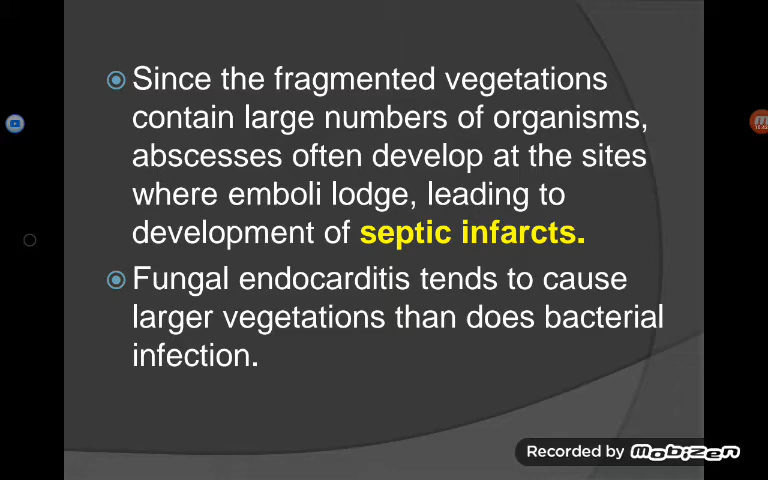 Since the fragmented vegetations
contain large numbers of organisms,
abscesses often develop at the sites
where emboli lodge, leading to
development of septic infarcts.
Fungal endocarditis tends to cause
larger vegetations than does bacterial
infection.
Recorded by mobizen